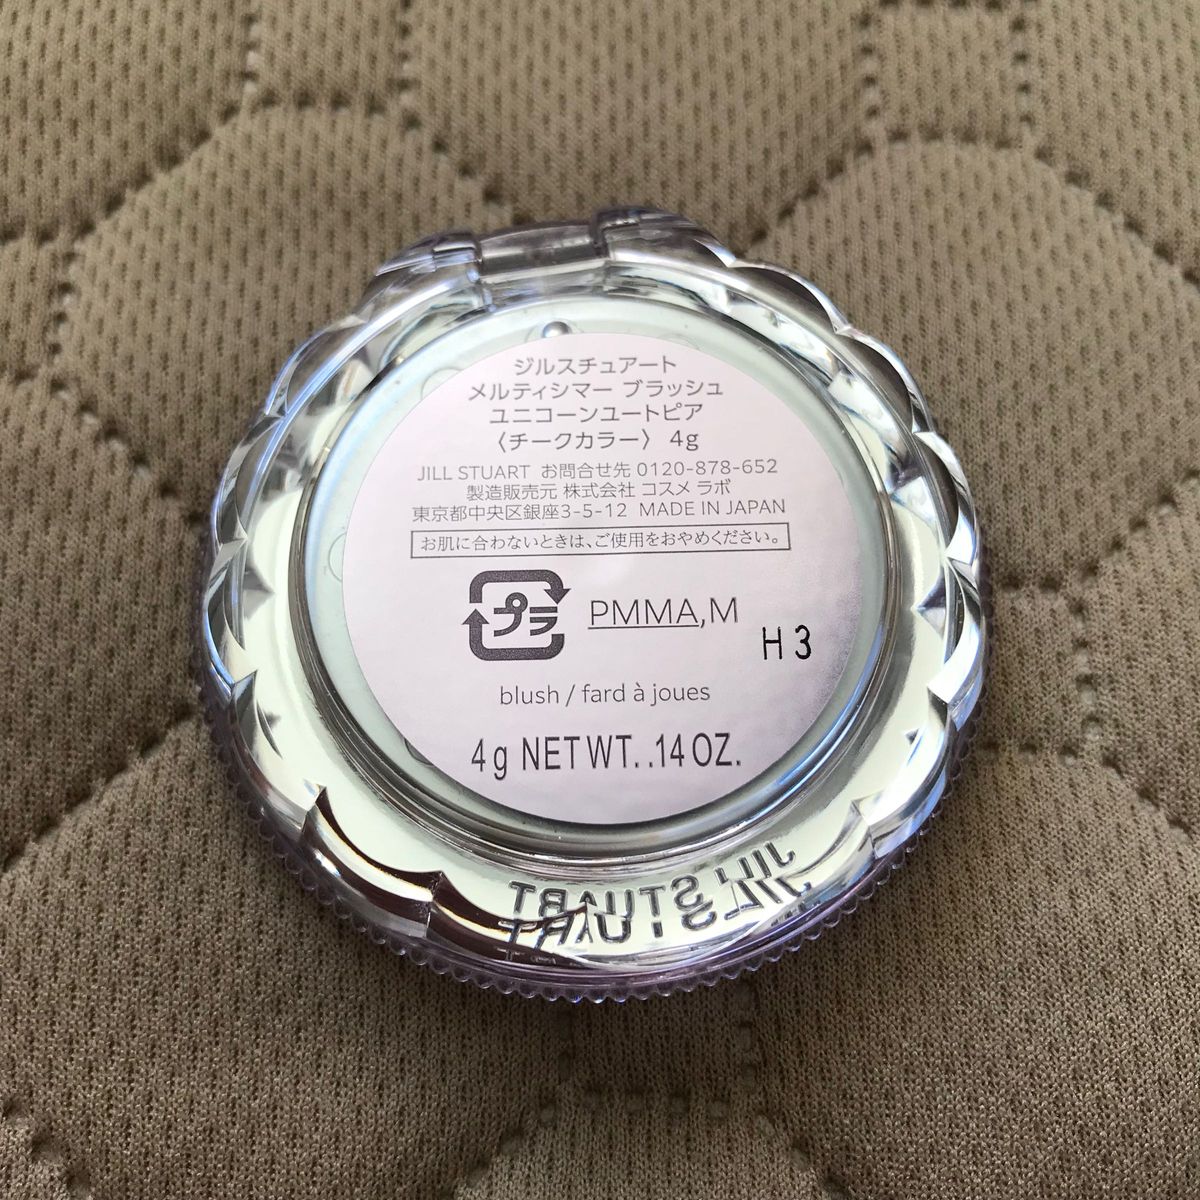 ジルスチュアート
メルティシマー ブラッシュ
ユニコーンユートピア
〈チークカラー〉 4g
JILL STUART お問合せ先 0120-878-652
製造販売元 株式会社 コスメ ラボ
東京都中央区銀座3-5-12 MADE IN JAPAN
お肌に合わないときは、ご使用をおやめください。
プラ PMMA,M
H3
blush / fard à joues
4g NET WT. .14 OZ.
JILL STUART